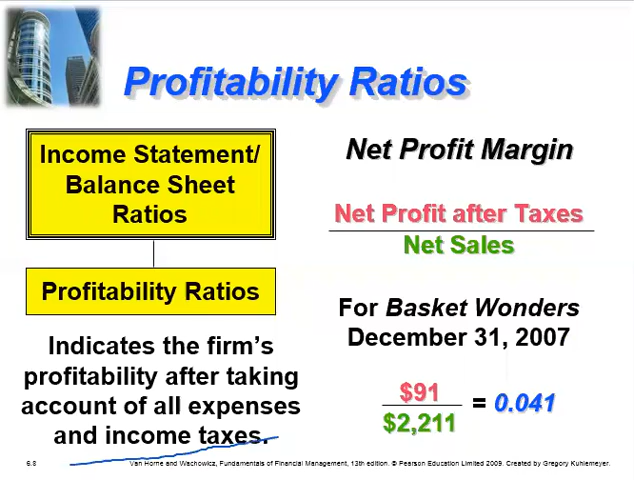 Profitability Ratios
Income Statement/
Balance Sheet
Ratios
Profitability Ratios
Indicates the firm's
profitability after taking
account of all expenses
and income taxes.
Net Profit Margin
Net Profit after Taxes
Net Sales
For Basket Wonders
December 31, 2007
$91
$2,211
= 0.041
6.8
Van Horne and Wachowicz, Fundamentals of Financial Management, 13th edition. © Pearson Education Limited 2009. Created by Gregory Kuhlemeyer.